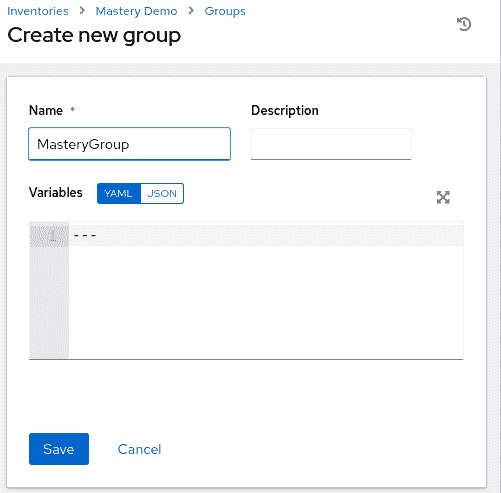 Inventories > Mastery Demo > Groups
Create new group
Name * Description
MasteryGroup
Variables YAML JSON
1 ---
Save Cancel